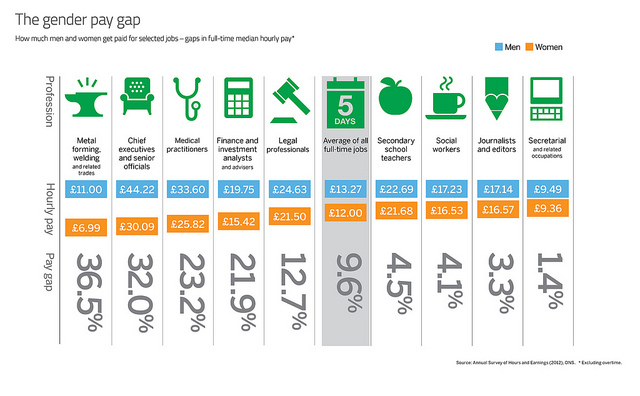 The gender pay gap
How much men and women get paid for selected jobs – gaps in full-time median hourly pay*
Men
Women
Profession
5
DAYS
Metal
forming,
welding
and related
trades
Chief
executives
and senior
officials
Medical
practitioners
Finance and
investment
analysts
and advisers
Legal
professionals
Average of all
full-time jobs
Secondary
school
teachers
Social
workers
Journalists
and editors
Secretarial
and related
occupations
Hourly pay
£11.00 £44.22 £33.60 £19.75 £24.63 £13.27 £22.69 £17.23 £17.14 £9.49
£6.99 £30.09 £25.82 £15.42 £21.50 £12.00 £21.68 £16.53 £16.57 £9.36
Pay gap
36.5%
32.0%
23.2%
21.9%
12.7%
9.6%
4.5%
4.1%
3.3%
1.4%
Source: Annual Survey of Hours and Earnings (2012), ONS. * Excluding overtime.